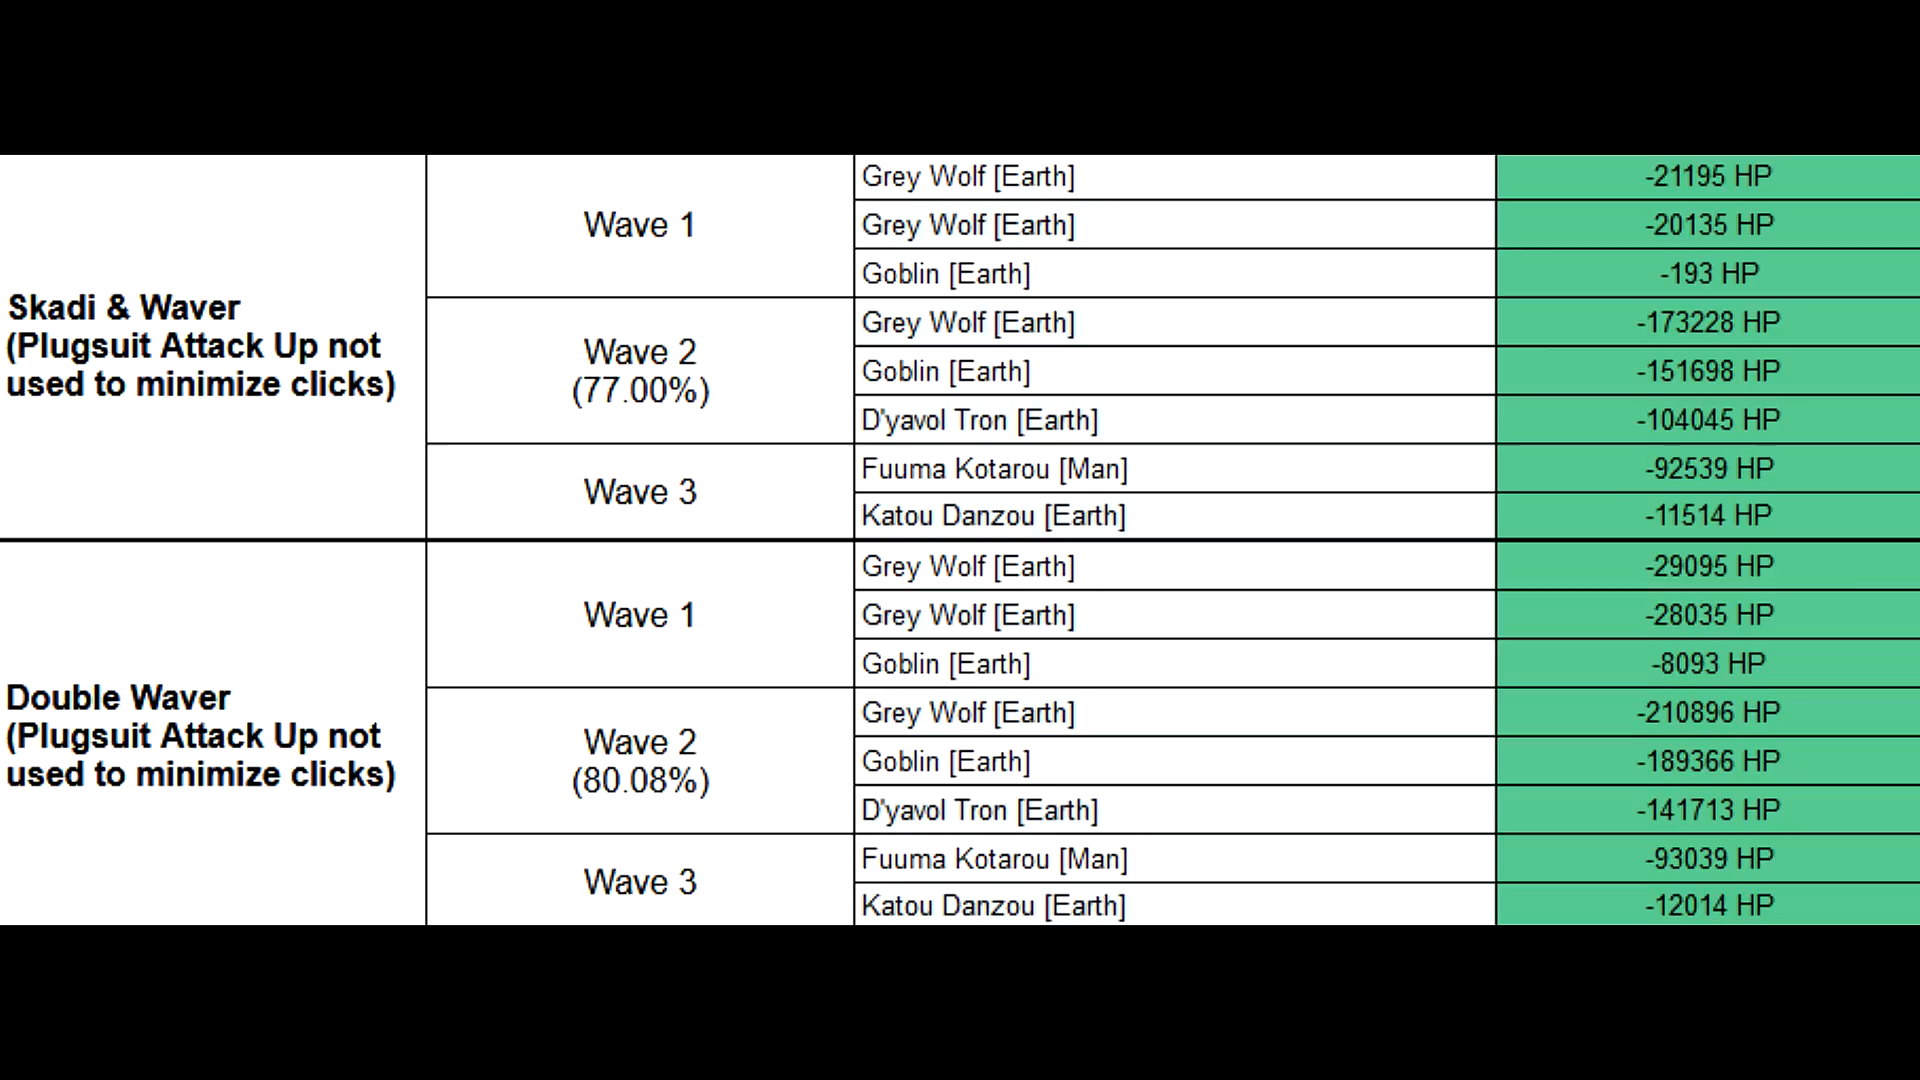 Skadi & Waver
(Plugsuit Attack Up not
used to minimize clicks)
Wave 1
Grey Wolf [Earth] -21195 HP
Grey Wolf [Earth] -20135 HP
Goblin [Earth] -193 HP
Wave 2
(77.00%)
Grey Wolf [Earth] -173228 HP
Goblin [Earth] -151698 HP
D'yavol Tron [Earth] -104045 HP
Wave 3
Fuuma Kotarou [Man] -92539 HP
Katou Danzou [Earth] -11514 HP
Double Waver
(Plugsuit Attack Up not
used to minimize clicks)
Wave 1
Grey Wolf [Earth] -29095 HP
Grey Wolf [Earth] -28035 HP
Goblin [Earth] -8093 HP
Wave 2
(80.08%)
Grey Wolf [Earth] -210896 HP
Goblin [Earth] -189366 HP
D'yavol Tron [Earth] -141713 HP
Wave 3
Fuuma Kotarou [Man] -93039 HP
Katou Danzou [Earth] -12014 HP